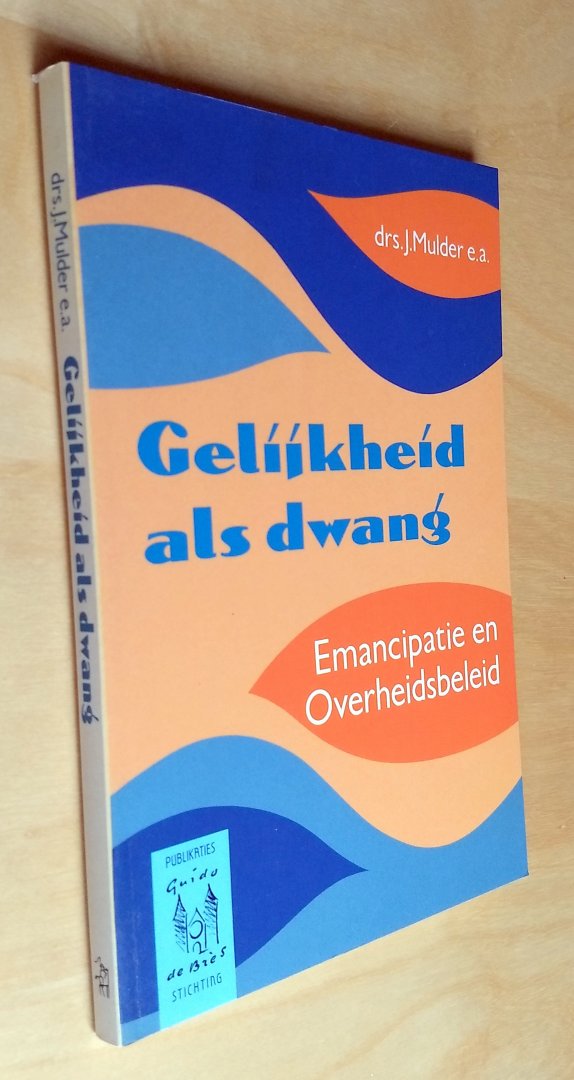 drs.J.Mulder e.a.
Gelijkheid als dwang
drs.J.Mulder e.a.
Gelijkheid
als dwang
Emancipatie en
Overheidsbeleid
PUBLIKATIES
Guido
de Brès
STICHTING